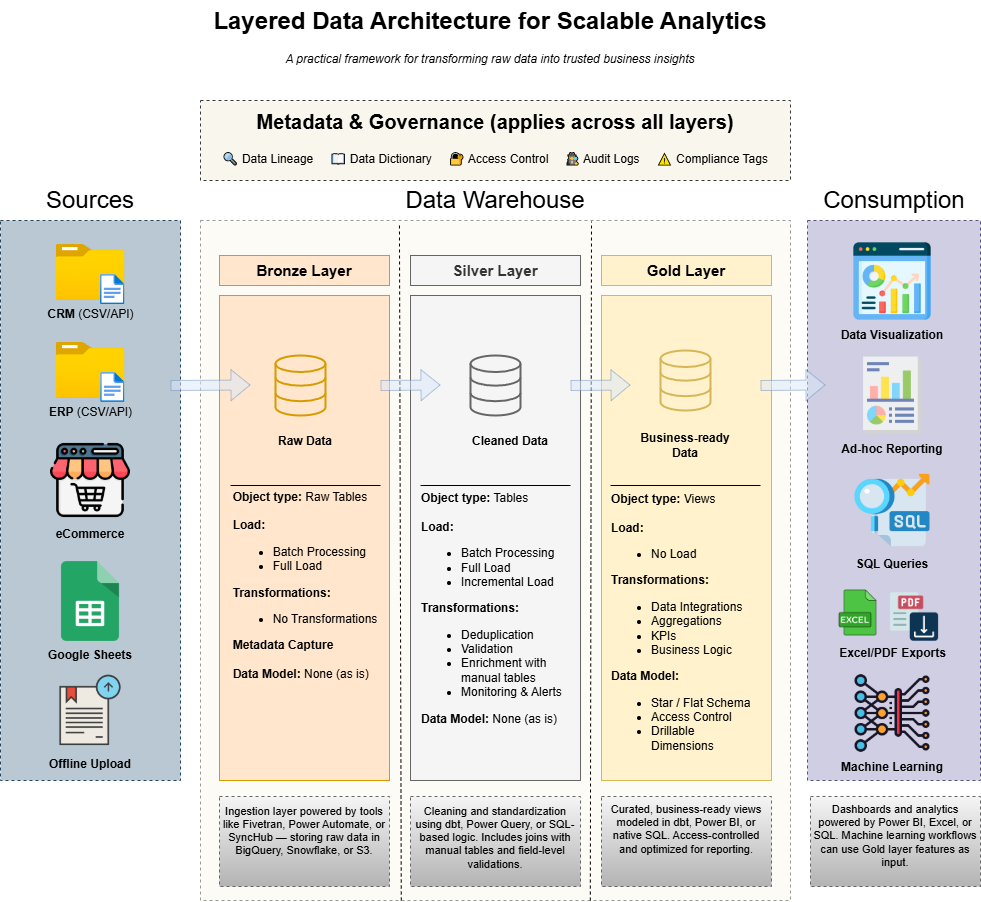 Layered Data Architecture for Scalable Analytics
A practical framework for transforming raw data into trusted business insights
Metadata & Governance (applies across all layers)
Data Lineage
Data Dictionary
Access Control
Audit Logs
Compliance Tags
Sources
CRM (CSV/API)
ERP (CSV/API)
eCommerce
Google Sheets
Offline Upload
Data Warehouse
Bronze Layer
Raw Data
Object type: Raw Tables
Load:
• Batch Processing
• Full Load
Transformations:
• No Transformations
Metadata Capture
Data Model: None (as is)
Ingestion layer powered by tools
like Fivetran, Power Automate, or
SyncHub — storing raw data in
BigQuery, Snowflake, or S3.
Silver Layer
Cleaned Data
Object type: Tables
Load:
• Batch Processing
• Full Load
• Incremental Load
Transformations:
• Deduplication
• Validation
• Enrichment with
manual tables
• Monitoring & Alerts
Data Model: None (as is)
Cleaning and standardization
using dbt, Power Query, or SQL-
based logic. Includes joins with
manual tables and field-level
validations.
Gold Layer
Business-ready
Data
Object type: Views
Load:
• No Load
Transformations:
• Data Integrations
• Aggregations
• KPIs
• Business Logic
Data Model:
• Star / Flat Schema
• Access Control
• Drillable
Dimensions
Curated, business-ready views
modeled in dbt, Power BI, or
native SQL. Access-controlled
and optimized for reporting.
Consumption
Data Visualization
Ad-hoc Reporting
SQL
SQL Queries
EXCEL
PDF
Excel/PDF Exports
Machine Learning
Dashboards and analytics
powered by Power BI, Excel, or
SQL. Machine learning workflows
can use Gold layer features as
input.